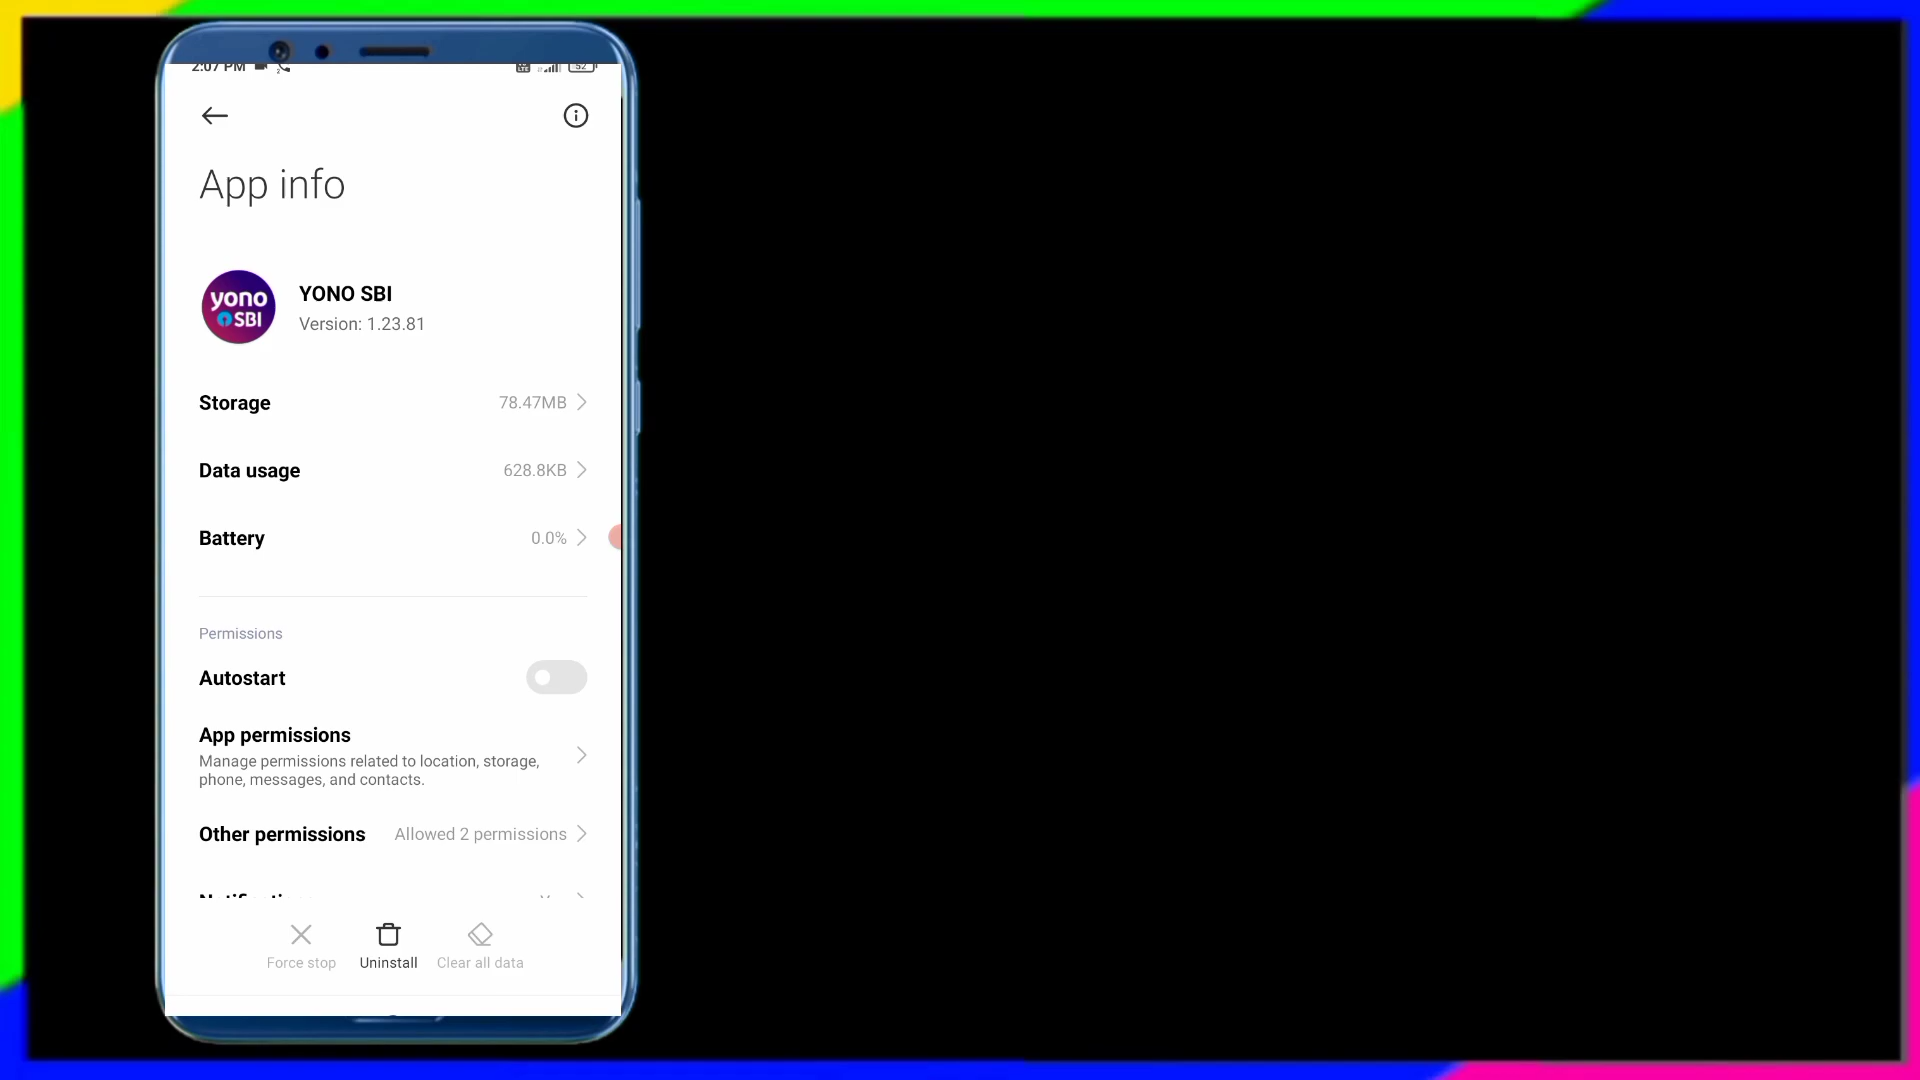 2:07 PM
52
App info
yono
SBI
YONO SBI
Version: 1.23.81
Storage 78.47MB
Data usage 628.8KB
Battery 0.0%
Permissions
Autostart
App permissions
Manage permissions related to location, storage,
phone, messages, and contacts.
Other permissions Allowed 2 permissions
Force stop Uninstall Clear all data